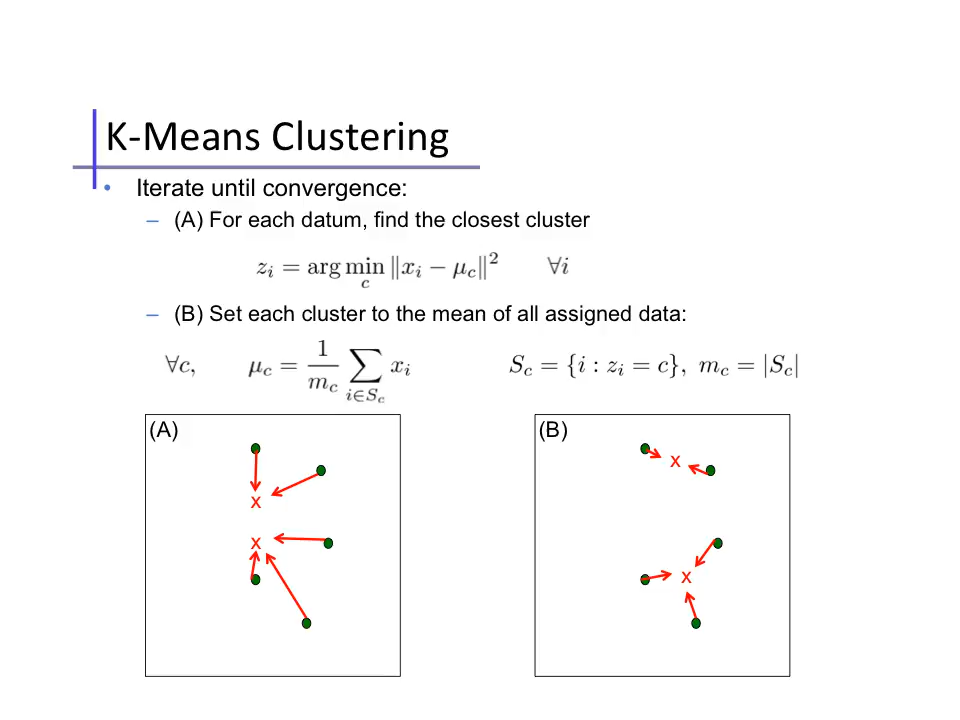 K-Means Clustering
• Iterate until convergence:
– (A) For each datum, find the closest cluster
z_i = arg min_c ‖x_i − μ_c‖² ∀i
– (B) Set each cluster to the mean of all assigned data:
∀c, μ_c = 1/m_c ∑_{i∈S_c} x_i S_c = {i : z_i = c}, m_c = |S_c|
(A) (B)
x
x
x
x